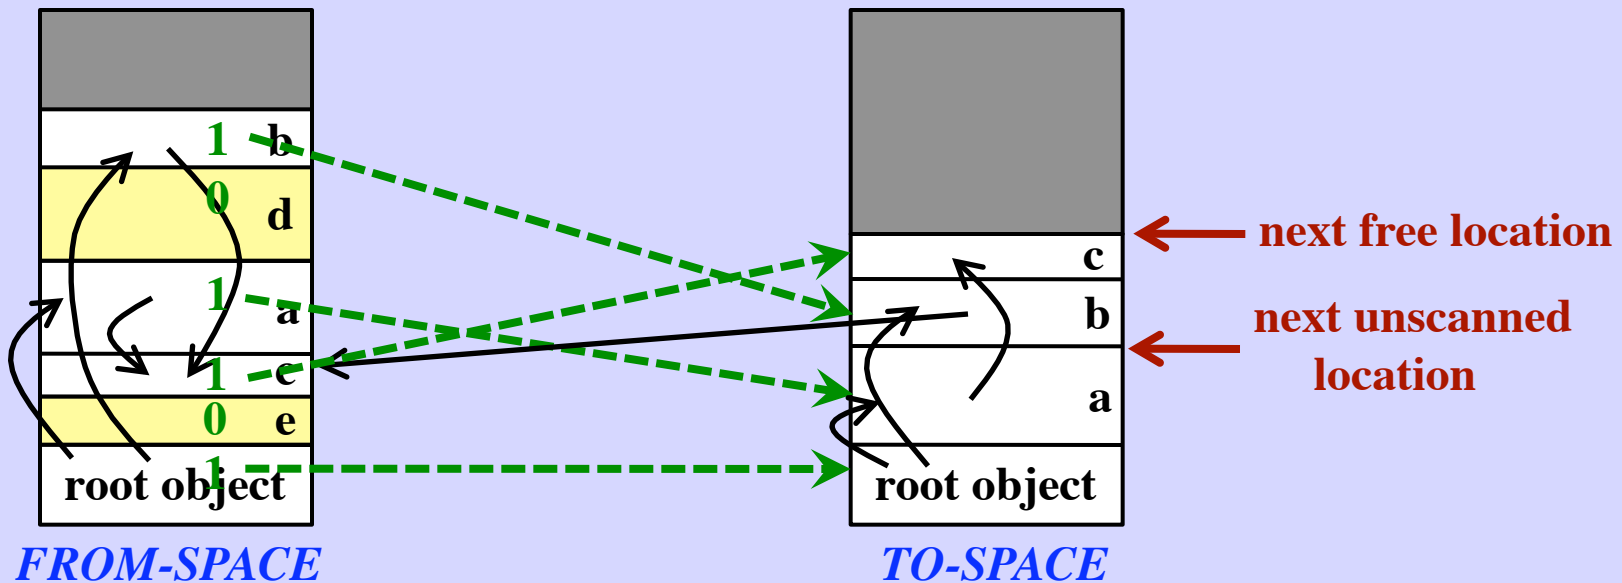 1 b
0
d
1
a
1 c
0 e
1
root object
FROM-SPACE
c
b
a
root object
TO-SPACE
next free location
next unscanned
location